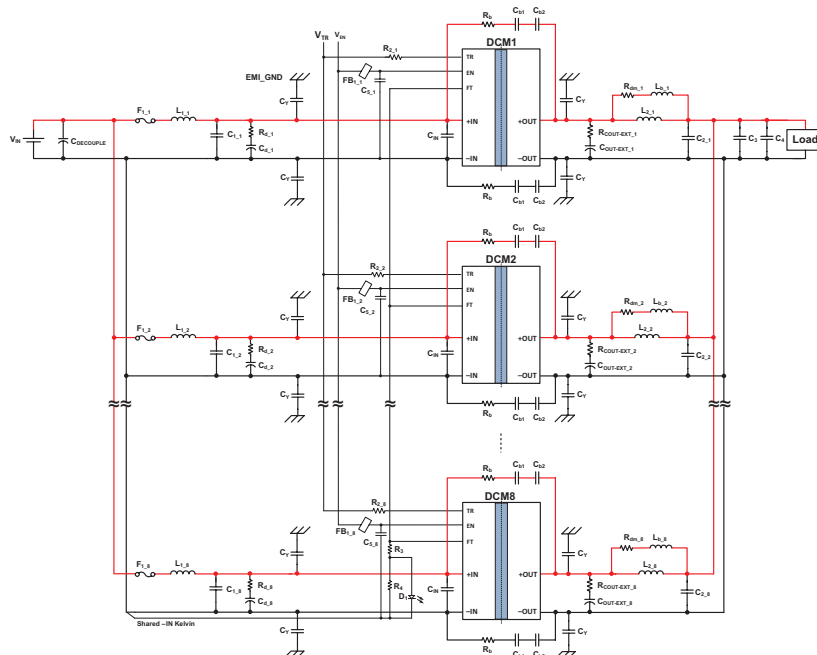 VTR VEN
Rb Cb1 Cb2
DCM1
R2_1
TR
EMI_GND
FB1_1
EN
CY
C5_1
FT
CY
Rdm_1 Lb_1
F1_1 L1_1
+IN +OUT
L2_1
VIN
CDECOUPLE
C1_1
Rd_1
Cd_1
CIN
RCOUT-EXT_1
COUT-EXT_1
C2_1
C3
C4
Load
–IN –OUT
CY
CY
Rb Cb1 Cb2
Rb Cb1 Cb2
DCM2
R2_2
TR
FB1_2
EN
CY
C5_2
FT
CY
Rdm_2 Lb_2
F1_2 L1_2
+IN +OUT
L2_2
C1_2
Rd_2
Cd_2
CIN
RCOUT-EXT_2
COUT-EXT_2
C2_2
–IN –OUT
CY
CY
Rb Cb1 Cb2
Rb Cb1 Cb2
DCM8
R2_8
TR
FB1_8
EN
CY
C5_8
FT
R3
CY
Rdm_8 Lb_8
F1_8 L1_8
+IN +OUT
L2_8
C1_8
Rd_8
Cd_8
R4
D1
CIN
RCOUT-EXT_8
COUT-EXT_8
C2_8
–IN –OUT
Shared –IN Kelvin
CY
CY
Rb Cb1 Cb2